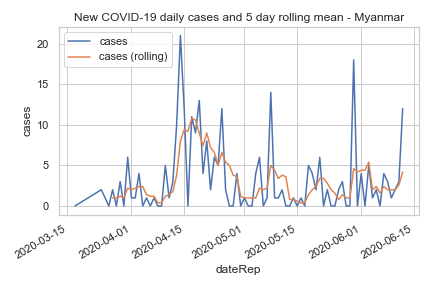 New COVID-19 daily cases and 5 day rolling mean - Myanmar
cases
cases (rolling)
20
15
10
5
0
cases
2020-03-15
2020-04-01
2020-04-15
2020-05-01
2020-05-15
2020-06-01
2020-06-15
dateRep